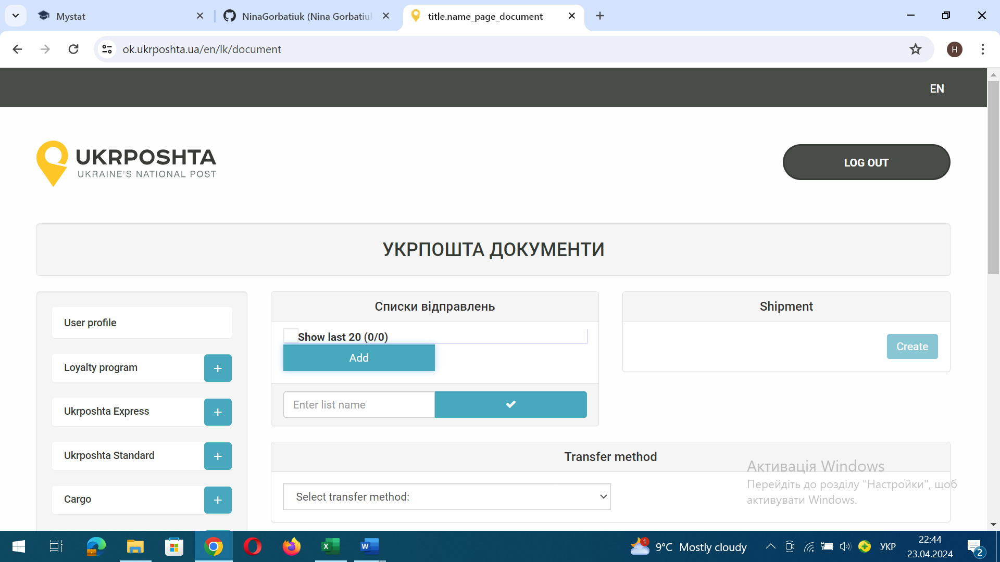 Mystat
NinaGorbatiuk (Nina Gorbatiuk
title.name_page_document
ok.ukrposhta.ua/en/lk/document
H
EN
UKRPOSHTA
UKRAINE'S NATIONAL POST
LOG OUT
УКРПОШТА ДОКУМЕНТИ
User profile
Loyalty program
+
Ukrposhta Express
+
Ukrposhta Standard
+
Cargo
+
Списки відправлень
Show last 20 (0/0)
Add
Enter list name
Shipment
Create
Transfer method
Select transfer method:
Активація Windows
Перейдіть до розділу "Настройки", щоб
активувати Windows.
1
9°C Mostly cloudy
УКР
22:44
23.04.2024
2